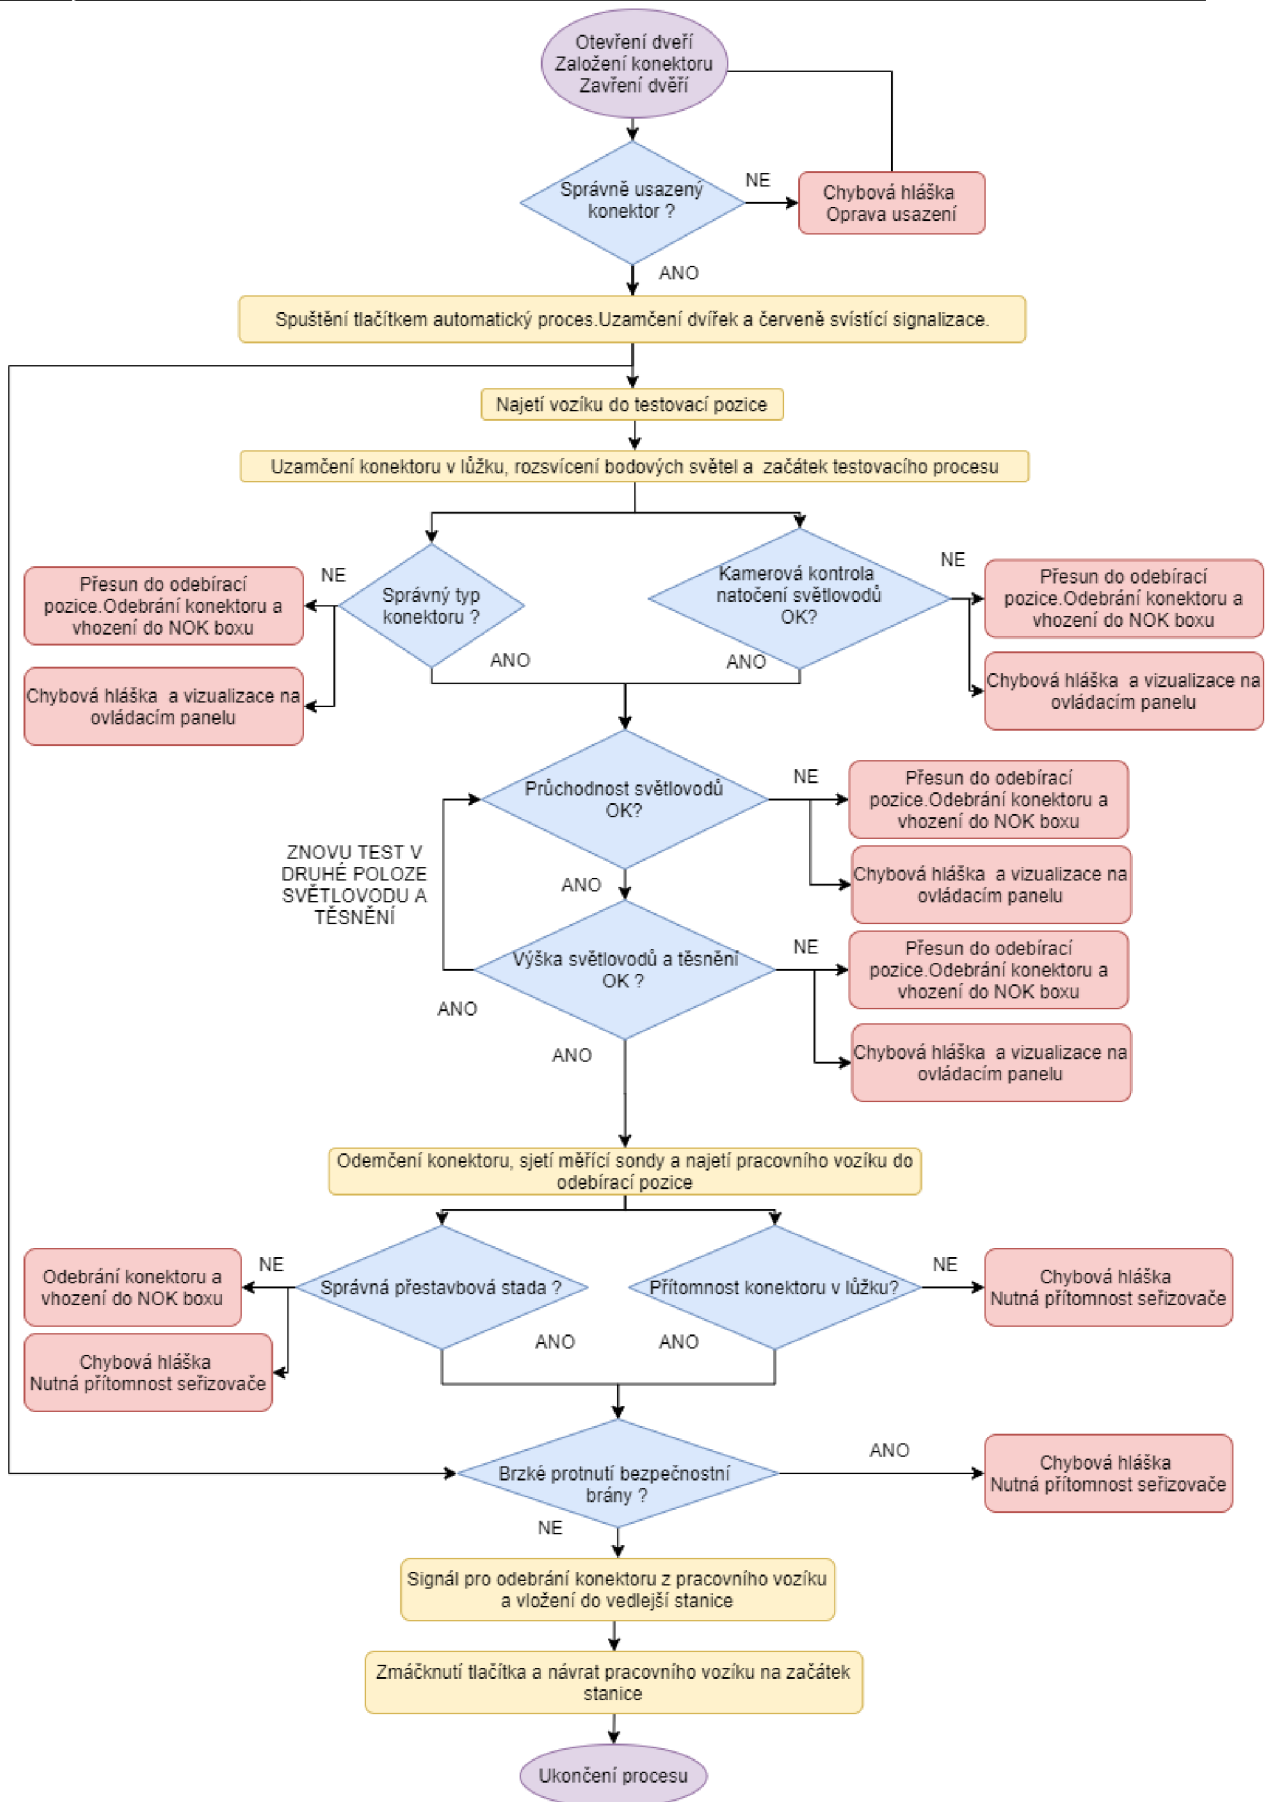 Otevření dveří
Založení konektoru
Zavření dvěří
Správně usazený
konektor ?
NE
Chybová hláška
Oprava usazení
ANO
Spuštění tlačítkem automatický proces.Uzamčení dvířek a červeně svístící signalizace.
Najetí vozíku do testovací pozice
Uzamčení konektoru v lůžku, rozsvícení bodových světel a  začátek testovacího procesu
Přesun do odebírací
pozice.Odebrání konektoru a
vhození do NOK boxu
NE
Správný typ
konektoru ?
Kamerová kontrola
natočení světlovodů
OK?
NE
Přesun do odebírací
pozice.Odebrání konektoru a
vhození do NOK boxu
Chybová hláška  a vizualizace na
ovládacím panelu
ANO
ANO
Chybová hláška  a vizualizace na
ovládacím panelu
Průchodnost světlovodů
OK?
NE
Přesun do odebírací
pozice.Odebrání konektoru a
vhození do NOK boxu
ZNOVU TEST V
DRUHÉ POLOZE
SVĚTLOVODU A
TĚSNĚNÍ
ANO
Chybová hláška  a vizualizace na
ovládacím panelu
Výška světlovodů a těsnění
OK ?
NE
Přesun do odebírací
pozice.Odebrání konektoru a
vhození do NOK boxu
ANO
ANO
Chybová hláška  a vizualizace na
ovládacím panelu
Odemčení konektoru, sjetí měřící sondy a najetí pracovního vozíku do
odebírací pozice
Odebrání konektoru a
vhození do NOK boxu
NE
Správná přestavbová stada ?
Přítomnost konektoru v lůžku?
NE
Chybová hláška
Nutná přítomnost seřizovače
Chybová hláška
Nutná přítomnost seřizovače
ANO
ANO
Brzké protnutí bezpečnostní
brány ?
ANO
Chybová hláška
Nutná přítomnost seřizovače
NE
Signál pro odebrání konektoru z pracovního vozíku
a vložení do vedlejší stanice
Zmáčknutí tlačítka a návrat pracovního vozíku na začátek
stanice
Ukončení procesu